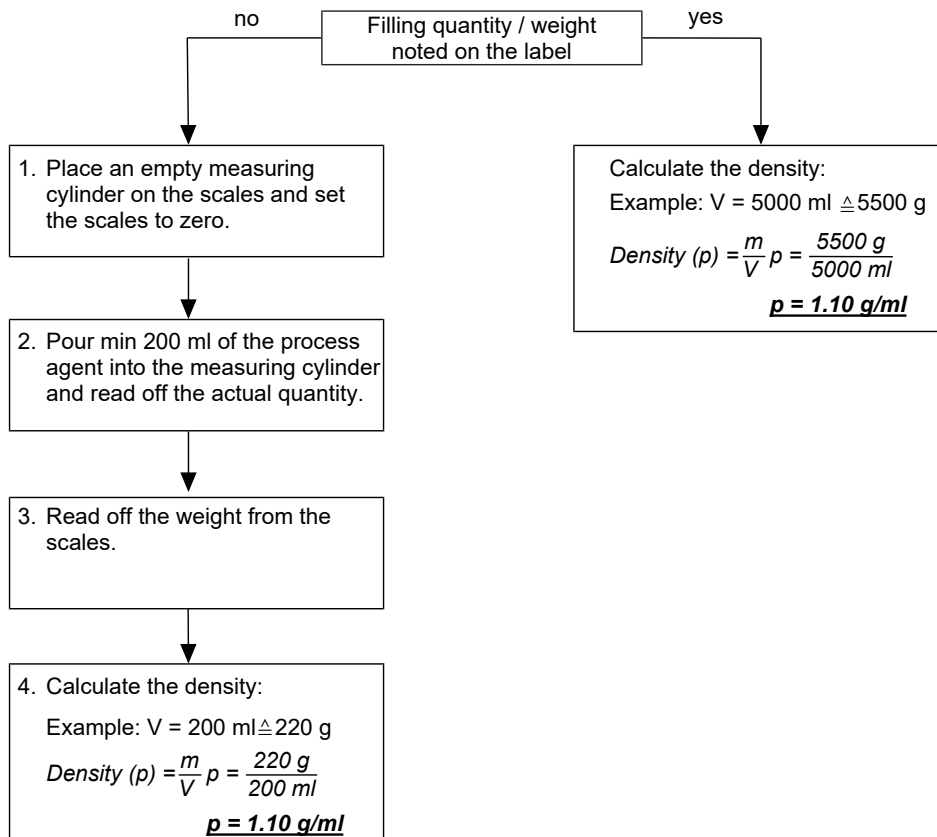 no
Filling quantity / weight
noted on the label
yes
1. Place an empty measuring
cylinder on the scales and set
the scales to zero.
2. Pour min 200 ml of the process
agent into the measuring cylinder
and read off the actual quantity.
3. Read off the weight from the
scales.
4. Calculate the density:
Example: V = 200 ml ≙ 220 g
Density (p) = m/V p = 220 g/200 ml
p = 1.10 g/ml
Calculate the density:
Example: V = 5000 ml ≙ 5500 g
Density (p) = m/V p = 5500 g/5000 ml
p = 1.10 g/ml